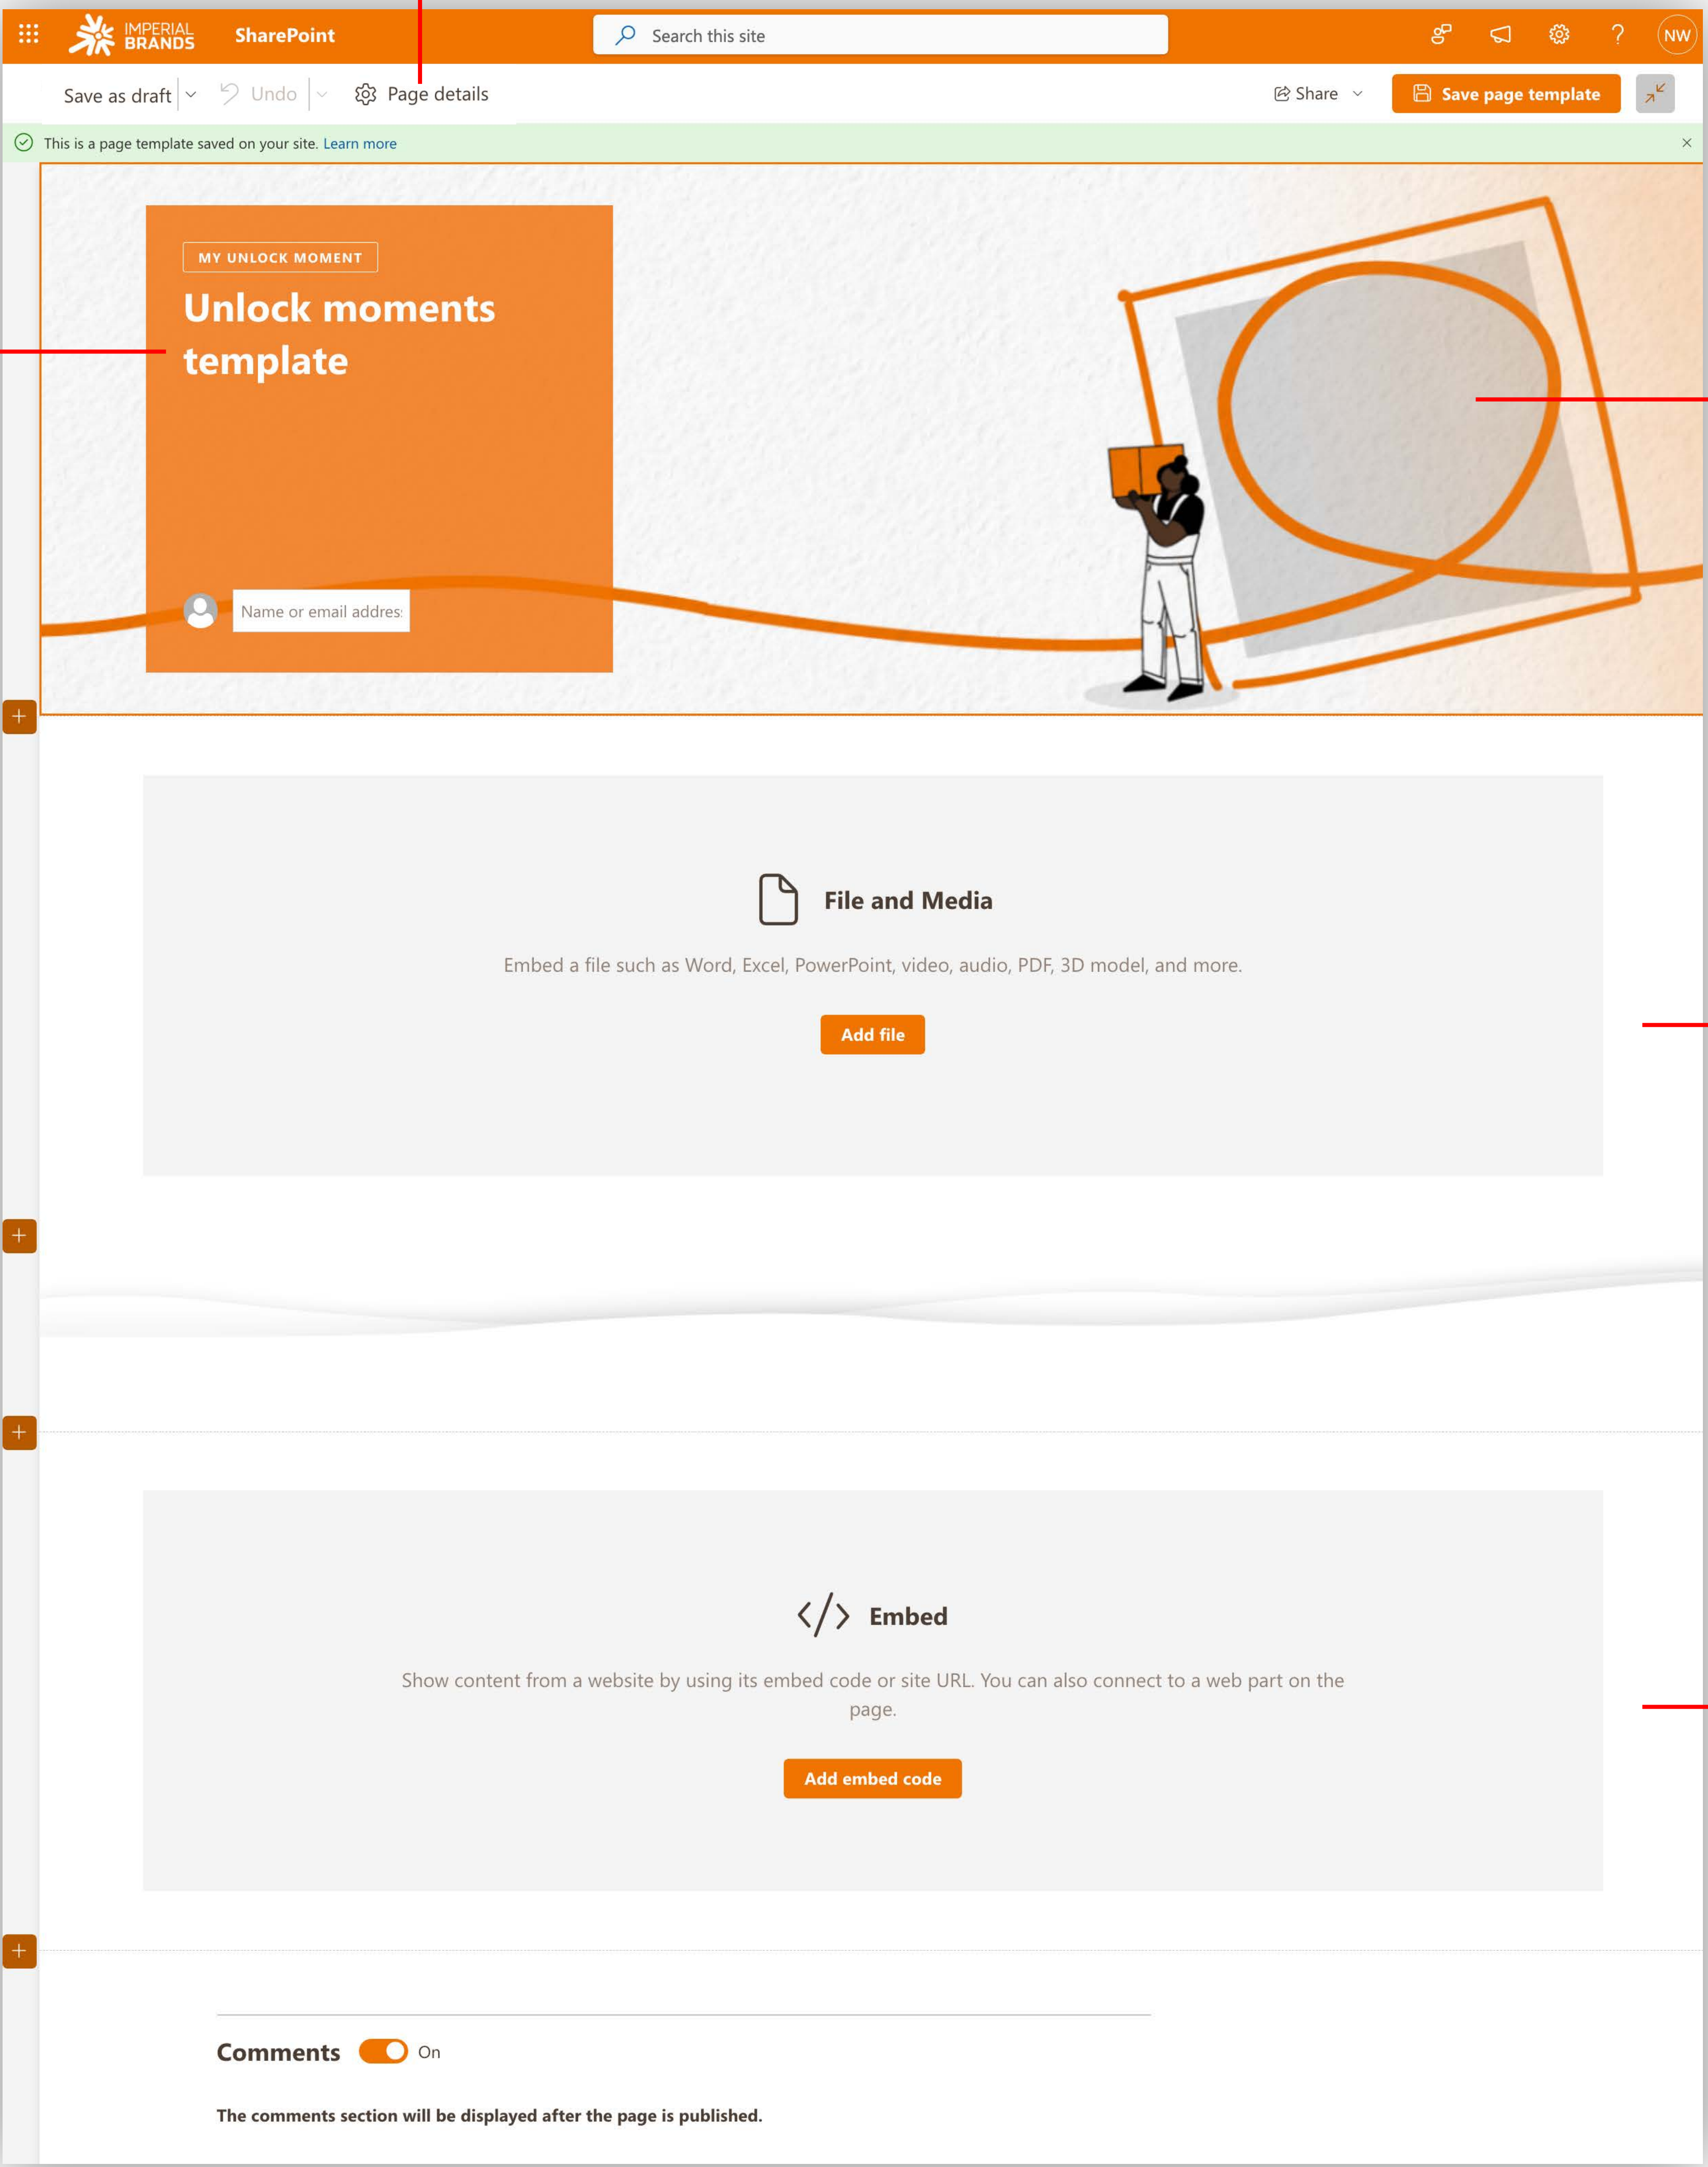 IMPERIAL
BRANDS
SharePoint
Search this site
?
NW
Save as draft
Undo
Page details
Share
Save page template
This is a page template saved on your site. Learn more
MY UNLOCK MOMENT
Unlock moments
template
Name or email addres
File and Media
Embed a file such as Word, Excel, PowerPoint, video, audio, PDF, 3D model, and more.
Add file
</> Embed
Show content from a website by using its embed code or site URL. You can also connect to a web part on the
page.
Add embed code
Comments
On
The comments section will be displayed after the page is published.